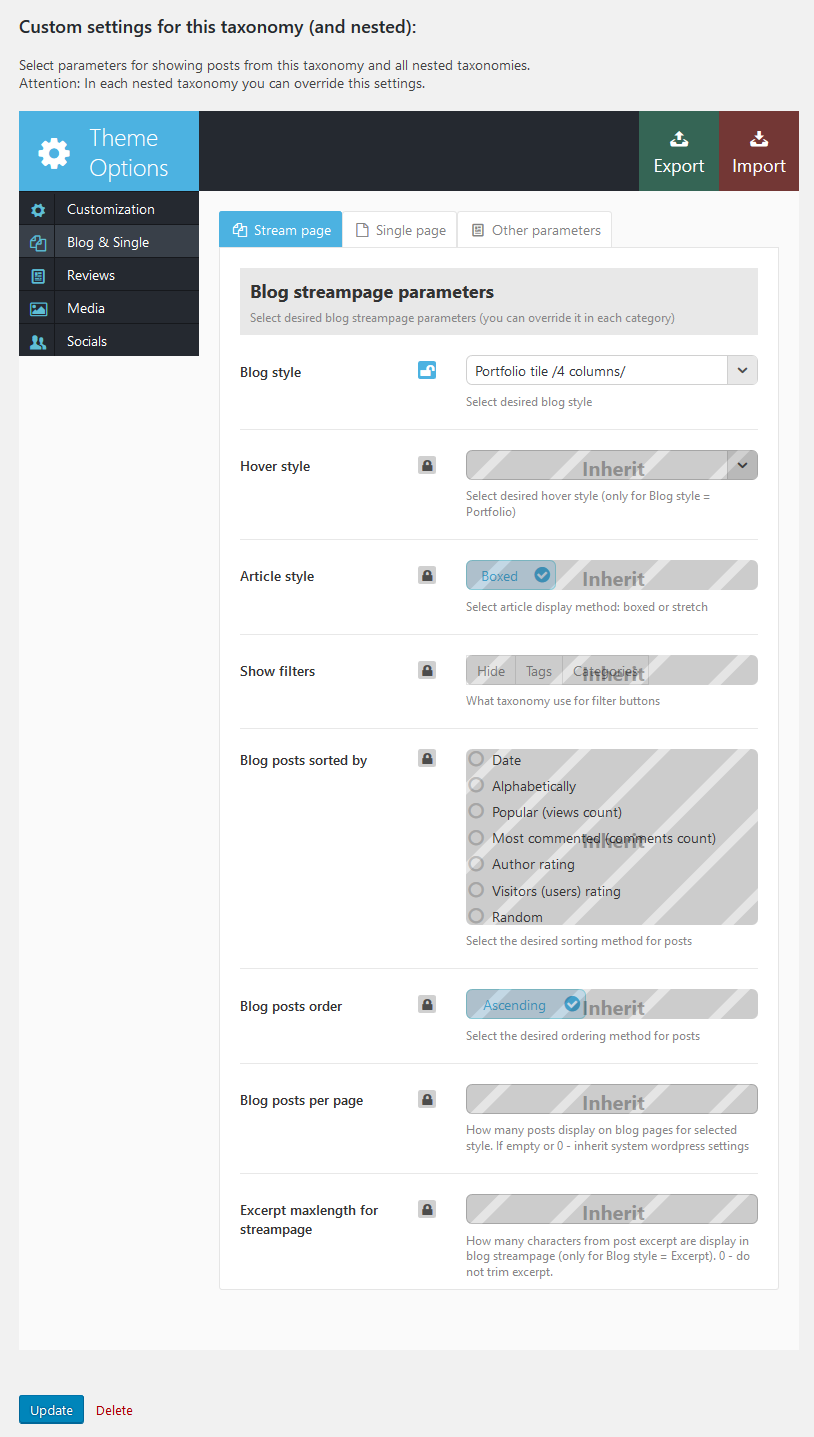 Custom settings for this taxonomy (and nested):
Select parameters for showing posts from this taxonomy and all nested taxonomies.
Attention: In each nested taxonomy you can override this settings.
Theme
Options
Export
Import
Customization
Blog & Single
Reviews
Media
Socials
Stream page
Single page
Other parameters
Blog streampage parameters
Select desired blog streampage parameters (you can override it in each category)
Blog style
Portfolio tile /4 columns/
Select desired blog style
Hover style
Inherit
Select desired hover style (only for Blog style =
Portfolio)
Article style
Boxed
Inherit
Select article display method: boxed or stretch
Show filters
Hide
Tags
Categories
Inherit
What taxonomy use for filter buttons
Blog posts sorted by
Date
Alphabetically
Popular (views count)
Most commented (comments count)
Inherit
Author rating
Visitors (users) rating
Random
Select the desired sorting method for posts
Blog posts order
Ascending
Inherit
Select the desired ordering method for posts
Blog posts per page
Inherit
How many posts display on blog pages for selected
style. If empty or 0 - inherit system wordpress settings
Excerpt maxlength for
streampage
Inherit
How many characters from post excerpt are display in
blog streampage (only for Blog style = Excerpt). 0 - do
not trim excerpt.
Update
Delete